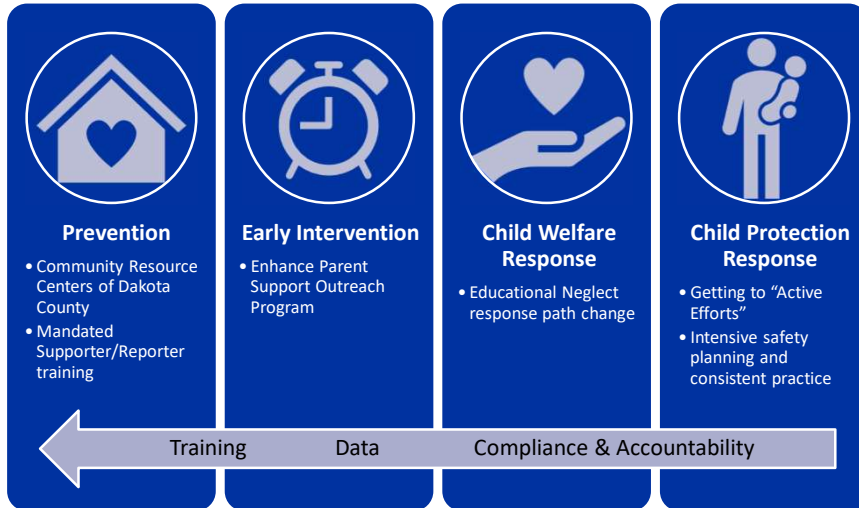 Prevention
• Community Resource
Centers of Dakota
County
• Mandated
Supporter/Reporter
training
Early Intervention
• Enhance Parent
Support Outreach
Program
Child Welfare
Response
• Educational Neglect
response path change
Child Protection
Response
• Getting to “Active
Efforts”
• Intensive safety
planning and
consistent practice
Training Data Compliance & Accountability